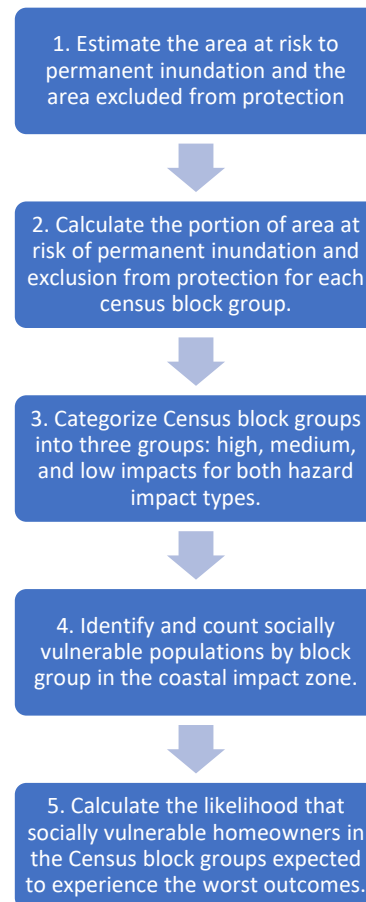 1. Estimate the area at risk to
permanent inundation and the
area excluded from protection
2. Calculate the portion of area at
risk of permanent inundation and
exclusion from protection for each
census block group.
3. Categorize Census block groups
into three groups: high, medium,
and low impacts for both hazard
impact types.
4. Identify and count socially
vulnerable populations by block
group in the coastal impact zone.
5. Calculate the likelihood that
socially vulnerable homeowners in
the Census block groups expected
to experience the worst outcomes.